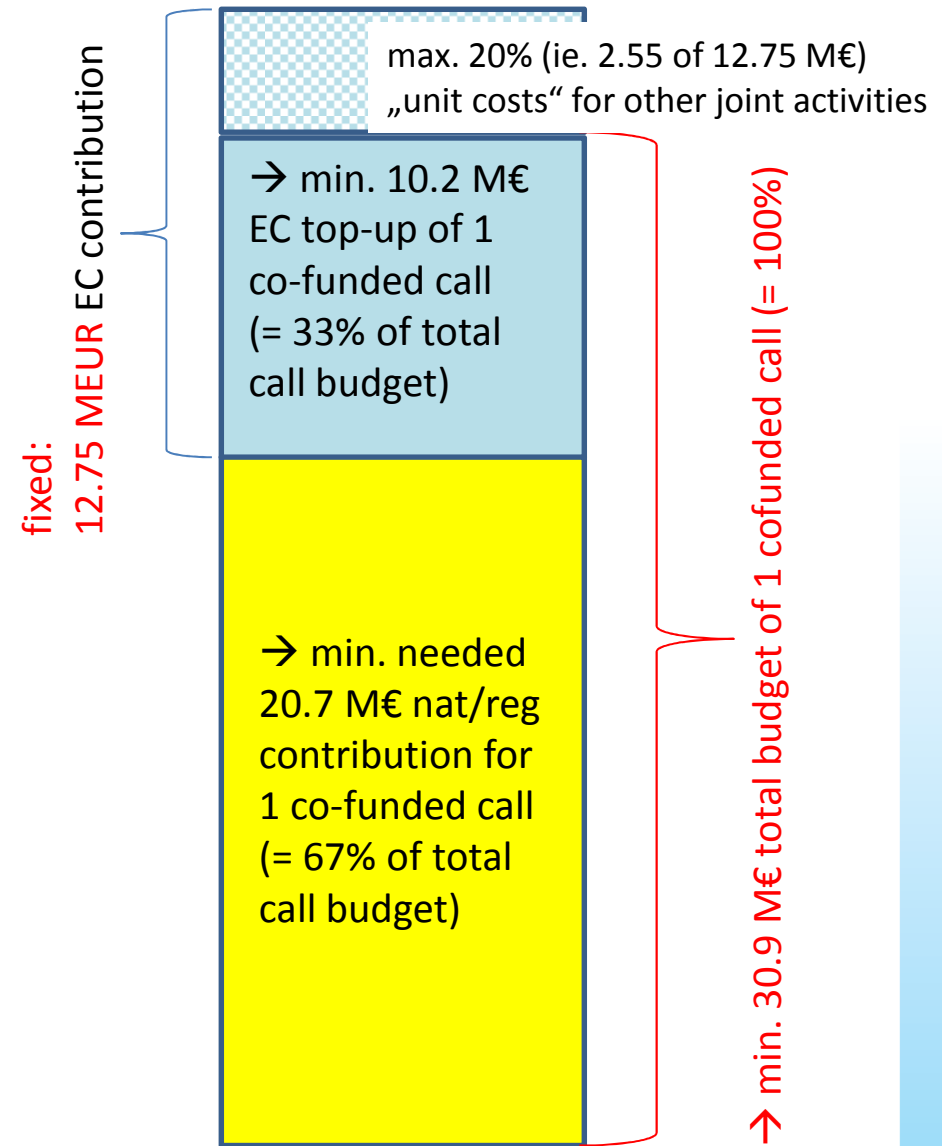 max. 20% (ie. 2.55 of 12.75 M€)
„unit cost“ for other joint activities
fixed:
12.75 MEUR EC contribution
→ min. 10.2 M€
EC top-up of 1
co-funded call
(= 33% of total
call budget)
→ min. needed
20.7 M€ nat/reg
contribution for
1 co-funded call
(= 67% of total
call budget)
→ min. 30.9 M€ total budget of 1 cofunded call (= 100%)